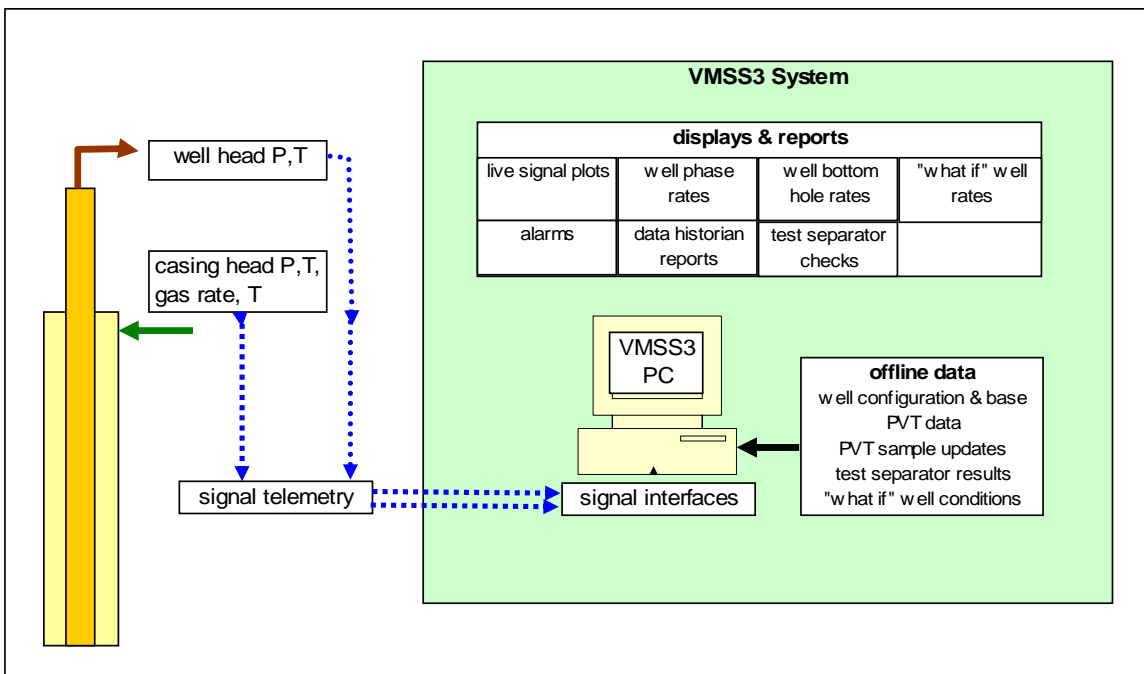 VMSS3 System
displays & reports
live signal plots
well phase
rates
well bottom
hole rates
"what if" well
rates
alarms
data historian
reports
test separator
checks
well head P,T
casing head P,T,
gas rate, T
VMSS3
PC
offline data
well configuration & base
PVT data
PVT sample updates
test separator results
"what if" well conditions
signal telemetry
signal interfaces